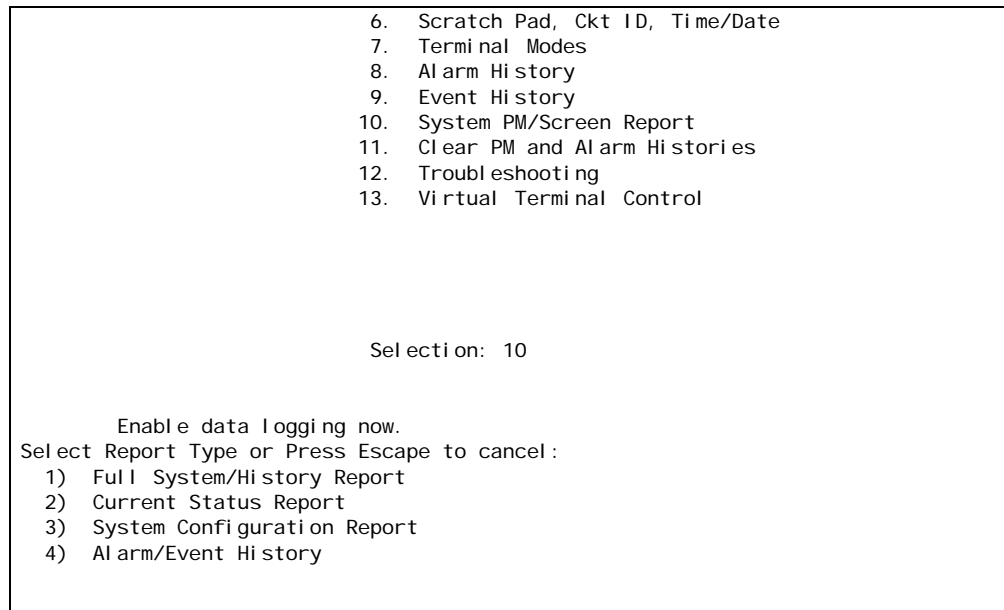 6. Scratch Pad, Ckt ID, Time/Date
7. Terminal Modes
8. Alarm History
9. Event History
10. System PM/Screen Report
11. Clear PM and Alarm Histories
12. Troubleshooting
13. Virtual Terminal Control
Selection: 10
Enable data logging now.
Select Report Type or Press Escape to cancel:
1) Full System/History Report
2) Current Status Report
3) System Configuration Report
4) Alarm/Event History